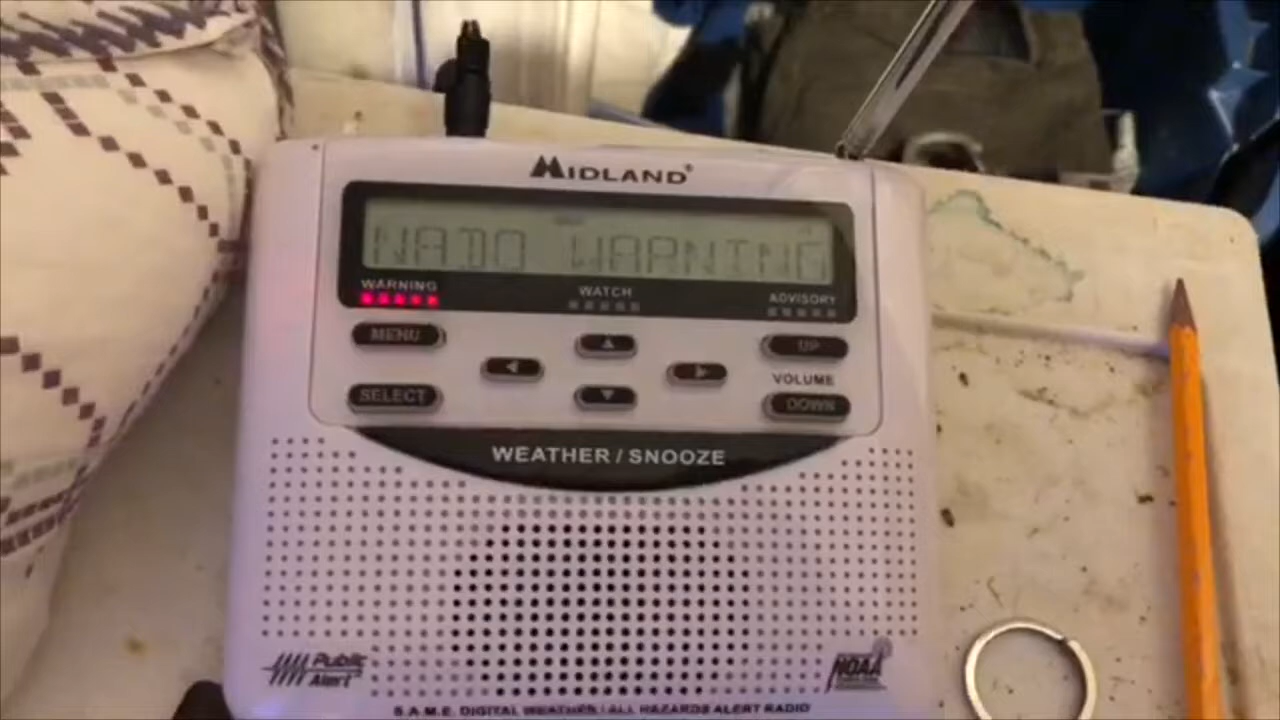 MIDLAND
NADO WARNING
WARNING
WATCH
ADVISORY
MENU
UP
VOLUME
SELECT
DOWN
WEATHER / SNOOZE
Public
Alert
NOAA
S.A.M.E. DIGITAL WEATHER / ALL HAZARDS ALERT RADIO